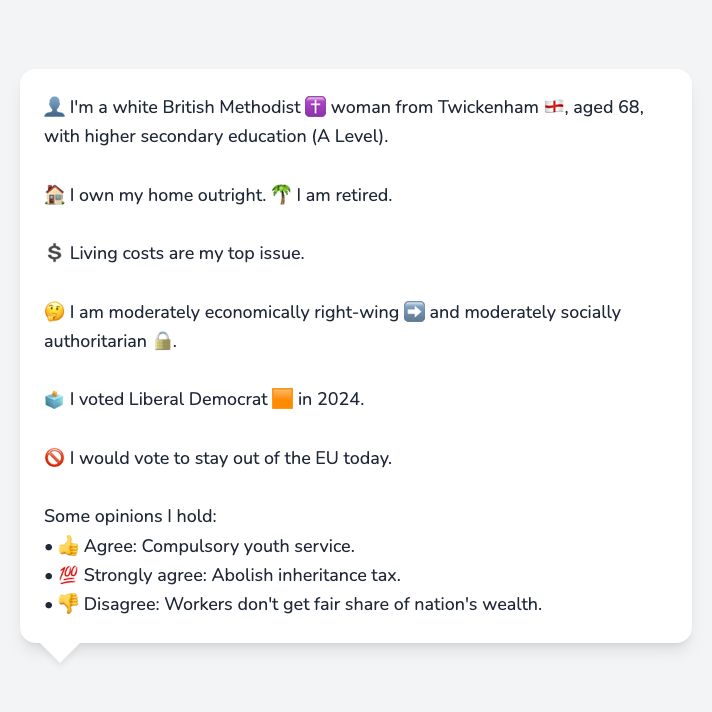 👤 I'm a white British Methodist ✝️ woman from Twickenham 🏴󠁧󠁢󠁥󠁮󠁧󠁿, aged 68,
with higher secondary education (A Level).
🏠 I own my home outright. 🌴 I am retired.
💲 Living costs are my top issue.
🤔 I am moderately economically right-wing ➡️ and moderately socially
authoritarian 🔒.
🗳️ I voted Liberal Democrat 🟧 in 2024.
🚫 I would vote to stay out of the EU today.
Some opinions I hold:
• 👍 Agree: Compulsory youth service.
• 💯 Strongly agree: Abolish inheritance tax.
• 👎 Disagree: Workers don't get fair share of nation's wealth.